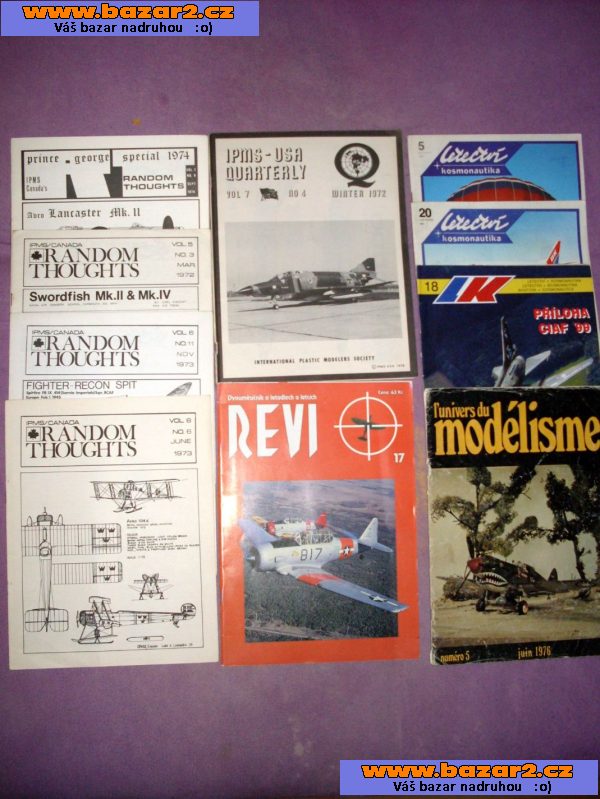 www.bazar2.cz
Váš bazar nadruhou :o)
prince george special 1974
IPMS
Canada's
RANDOM
THOUGHTS
Avro Lancaster Mk. II
IPMS/CANADA
RANDOM
THOUGHTS
VOL 5
NO. 3
MAR
1972
Swordfish Mk.II & Mk.IV
IPMS/CANADA
RANDOM
THOUGHTS
VOL 6
NO. 11
NOV
1973
FIGHTER-RECON SPIT
IPMS/CANADA
RANDOM
THOUGHTS
VOL 6
NO. 6
JUNE
1973
IPMS-USA
QUARTERLY
Q
VOL 7 NO 4 WINTER 1972
INTERNATIONAL PLASTIC MODELERS SOCIETY
Dvouměsíčník o letadlech a letcích
Cena 63 Kč
REVI
17
817
5
Letectví
kosmonautika
20
Letectví
kosmonautika
18
LK
PŘÍLOHA
CIAF '99
l'univers du
modélisme
numéro 5 juin 1976
www.bazar2.cz
Váš bazar nadruhou :o)